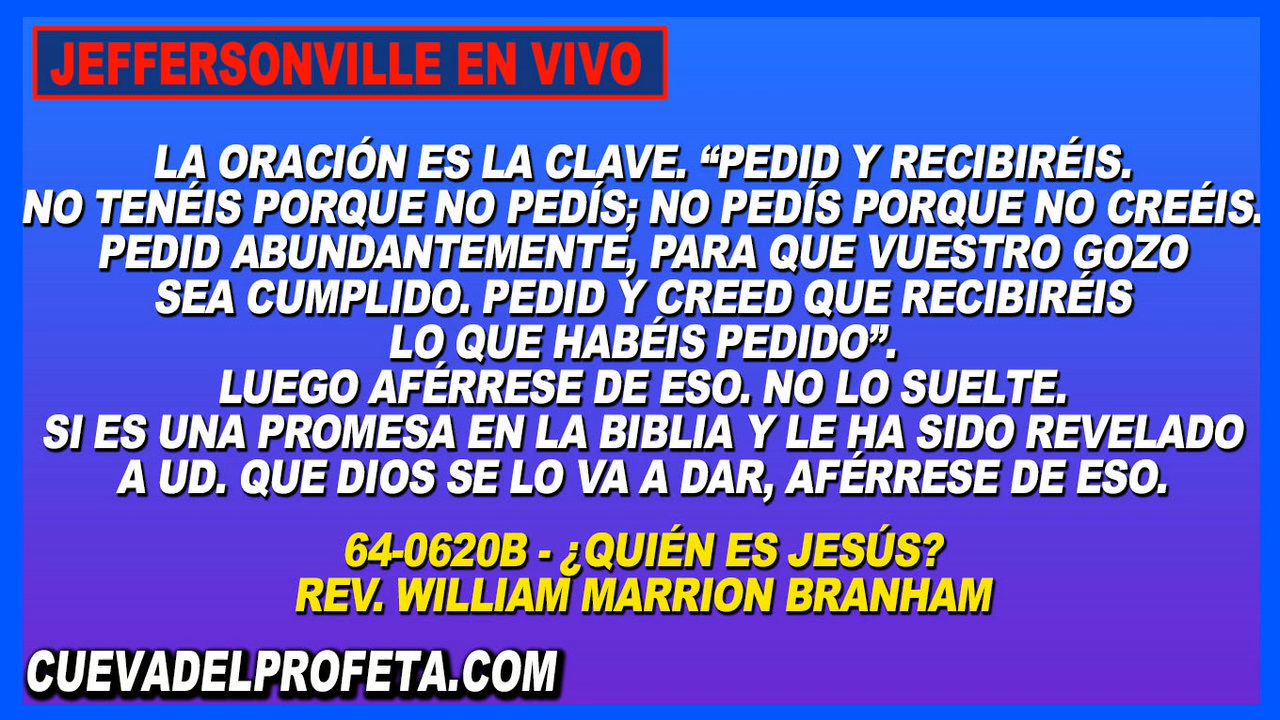 JEFFERSONVILLE EN VIVO
LA ORACIÓN ES LA CLAVE. “PEDID Y RECIBIRÉIS.
NO TENÉIS PORQUE NO PEDÍS; NO PEDÍS PORQUE NO CREÉIS.
PEDID ABUNDANTEMENTE, PARA QUE VUESTRO GOZO
SEA CUMPLIDO. PEDID Y CREED QUE RECIBIRÉIS
LO QUE HABÉIS PEDIDO”.
LUEGO AFÉRRESE DE ESO. NO LO SUELTE.
SI ES UNA PROMESA EN LA BIBLIA Y LE HA SIDO REVELADO
A UD. QUE DIOS SE LO VA A DAR, AFÉRRESE DE ESO.
64-0620B - ¿QUIÉN ES JESÚS?
REV. WILLIAM MARRION BRANHAM
CUEVADELPROFETA.COM